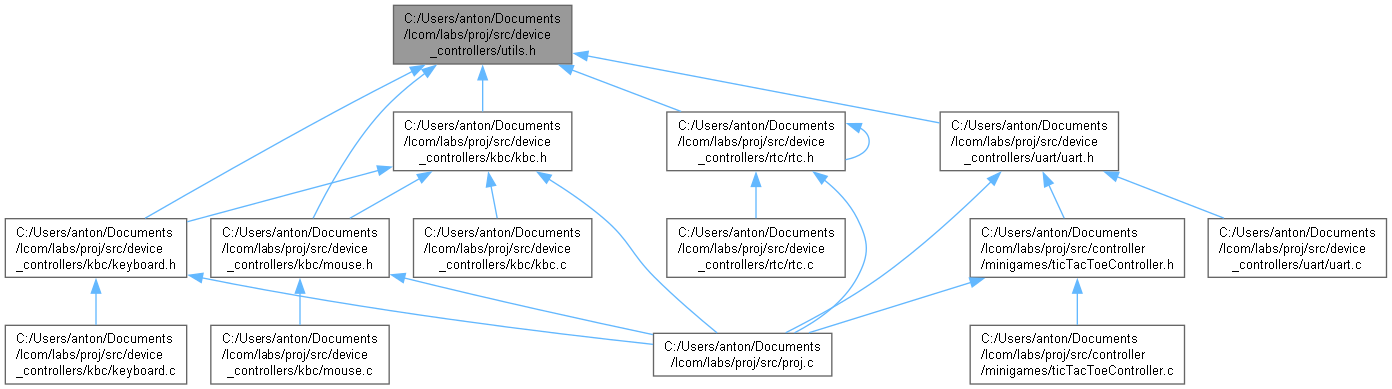 C:/Users/anton/Documents
/lcom/labs/proj/src/device
_controllers/utils.h
C:/Users/anton/Documents
/lcom/labs/proj/src/device
_controllers/kbc/kbc.h
C:/Users/anton/Documents
/lcom/labs/proj/src/device
_controllers/rtc/rtc.h
C:/Users/anton/Documents
/lcom/labs/proj/src/device
_controllers/uart/uart.h
C:/Users/anton/Documents
/lcom/labs/proj/src/device
_controllers/kbc/keyboard.h
C:/Users/anton/Documents
/lcom/labs/proj/src/device
_controllers/kbc/mouse.h
C:/Users/anton/Documents
/lcom/labs/proj/src/device
_controllers/kbc/kbc.c
C:/Users/anton/Documents
/lcom/labs/proj/src/device
_controllers/rtc/rtc.c
C:/Users/anton/Documents
/lcom/labs/proj/src/controller
/minigames/ticTacToeController.h
C:/Users/anton/Documents
/lcom/labs/proj/src/device
_controllers/uart/uart.c
C:/Users/anton/Documents
/lcom/labs/proj/src/device
_controllers/kbc/keyboard.c
C:/Users/anton/Documents
/lcom/labs/proj/src/device
_controllers/kbc/mouse.c
C:/Users/anton/Documents
/lcom/labs/proj/src/proj.c
C:/Users/anton/Documents
/lcom/labs/proj/src/controller
/minigames/ticTacToeController.c